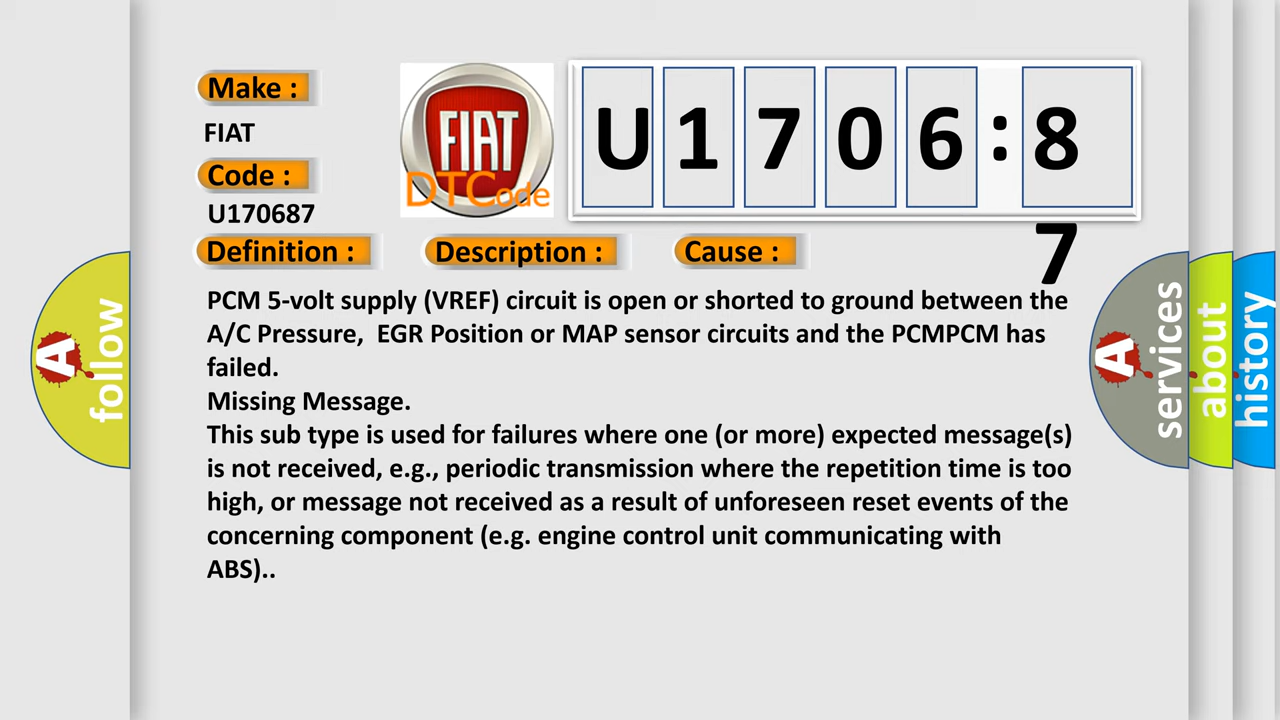 Make :
FIAT
Code :
U170687
FIAT
DTCode
U1706:8
7
Definition :
Description :
Cause :
PCM 5-volt supply (VREF) circuit is open or shorted to ground between the
A/C Pressure,  EGR Position or MAP sensor circuits and the PCMPCM has
failed.
Missing Message.
This sub type is used for failures where one (or more) expected message(s)
is not received, e.g., periodic transmission where the repetition time is too
high, or message not received as a result of unforeseen reset events of the
concerning component (e.g. engine control unit communicating with
ABS)..
A follow
A services
about
history